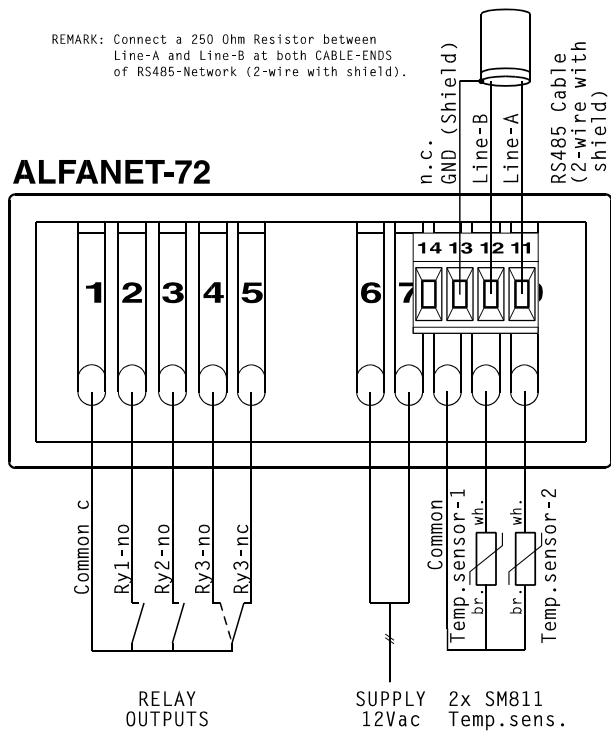 REMARK: Connect a 250 Ohm Resistor between
Line-A and Line-B at both CABLE-ENDS
of RS485-Network (2-wire with shield).
n.c.
GND (Shield)
Line-B
Line-A
RS485 Cable
(2-wire with
shield)
ALFANET-72
14 13 12 11
1 2 3 4 5 6 7
Common c
Ry1-no
Ry2-no
Ry3-no
Ry3-nc
Common
Temp.sensor-1
wh.
br.
wh.
br.
Temp.sensor-2
RELAY
OUTPUTS
SUPPLY
12Vac
2x SM811
Temp.sens.